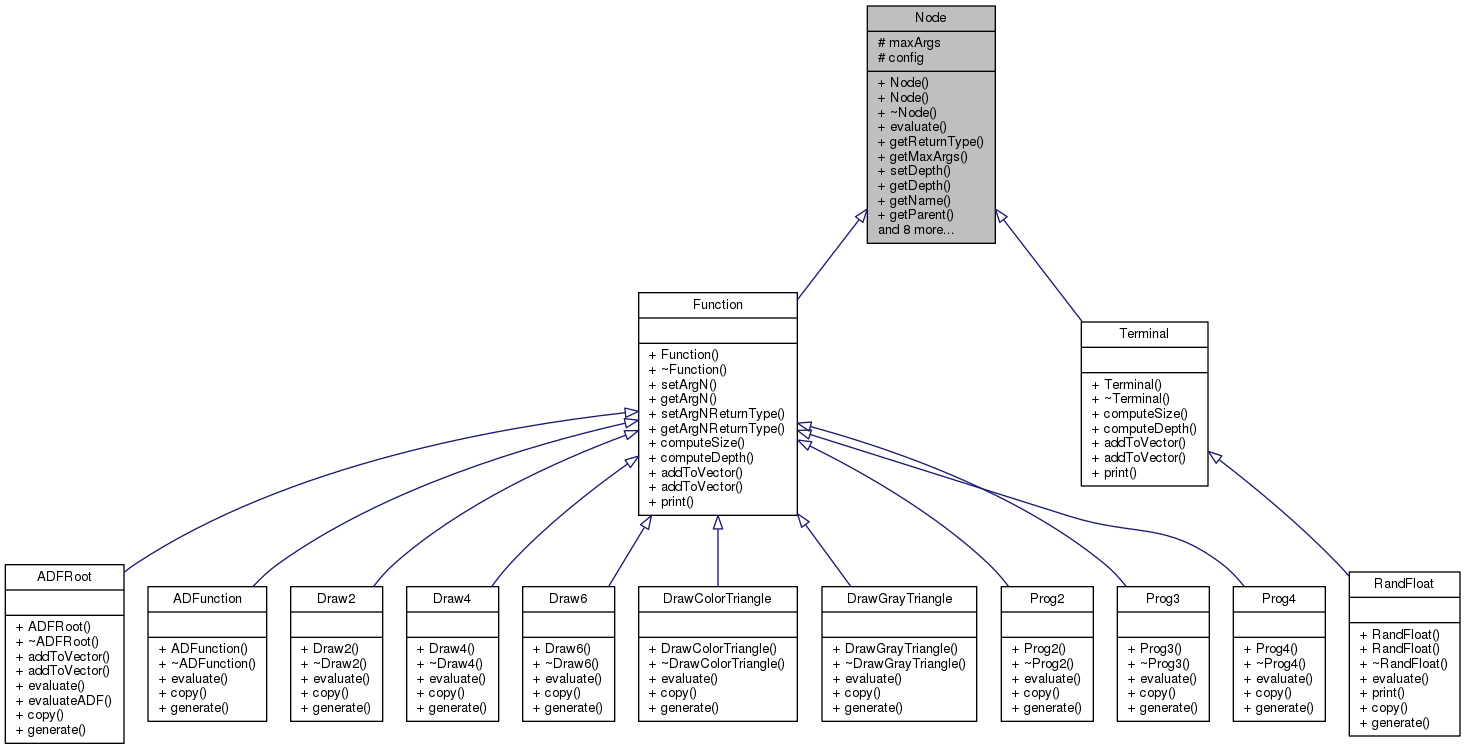 Node
# maxArgs
# config
+ Node()
+ Node()
+ ~Node()
+ evaluate()
+ getReturnType()
+ getMaxArgs()
+ setDepth()
+ getDepth()
+ getName()
+ getParent()
and 8 more...
Function
+ Function()
+ ~Function()
+ setArgN()
+ getArgN()
+ setArgNReturnType()
+ getArgNReturnType()
+ computeSize()
+ computeDepth()
+ addToVector()
+ addToVector()
+ print()
Terminal
+ Terminal()
+ ~Terminal()
+ computeSize()
+ computeDepth()
+ addToVector()
+ addToVector()
+ print()
ADFRoot
+ ADFRoot()
+ ~ADFRoot()
+ addToVector()
+ addToVector()
+ evaluate()
+ evaluateADF()
+ copy()
+ generate()
ADFunction
+ ADFunction()
+ ~ADFunction()
+ evaluate()
+ copy()
+ generate()
Draw2
+ Draw2()
+ ~Draw2()
+ evaluate()
+ copy()
+ generate()
Draw4
+ Draw4()
+ ~Draw4()
+ evaluate()
+ copy()
+ generate()
Draw6
+ Draw6()
+ ~Draw6()
+ evaluate()
+ copy()
+ generate()
DrawColorTriangle
+ DrawColorTriangle()
+ ~DrawColorTriangle()
+ evaluate()
+ copy()
+ generate()
DrawGrayTriangle
+ DrawGrayTriangle()
+ ~DrawGrayTriangle()
+ evaluate()
+ copy()
+ generate()
Prog2
+ Prog2()
+ ~Prog2()
+ evaluate()
+ copy()
+ generate()
Prog3
+ Prog3()
+ ~Prog3()
+ evaluate()
+ copy()
+ generate()
Prog4
+ Prog4()
+ ~Prog4()
+ evaluate()
+ copy()
+ generate()
RandFloat
+ RandFloat()
+ RandFloat()
+ ~RandFloat()
+ evaluate()
+ print()
+ copy()
+ generate()